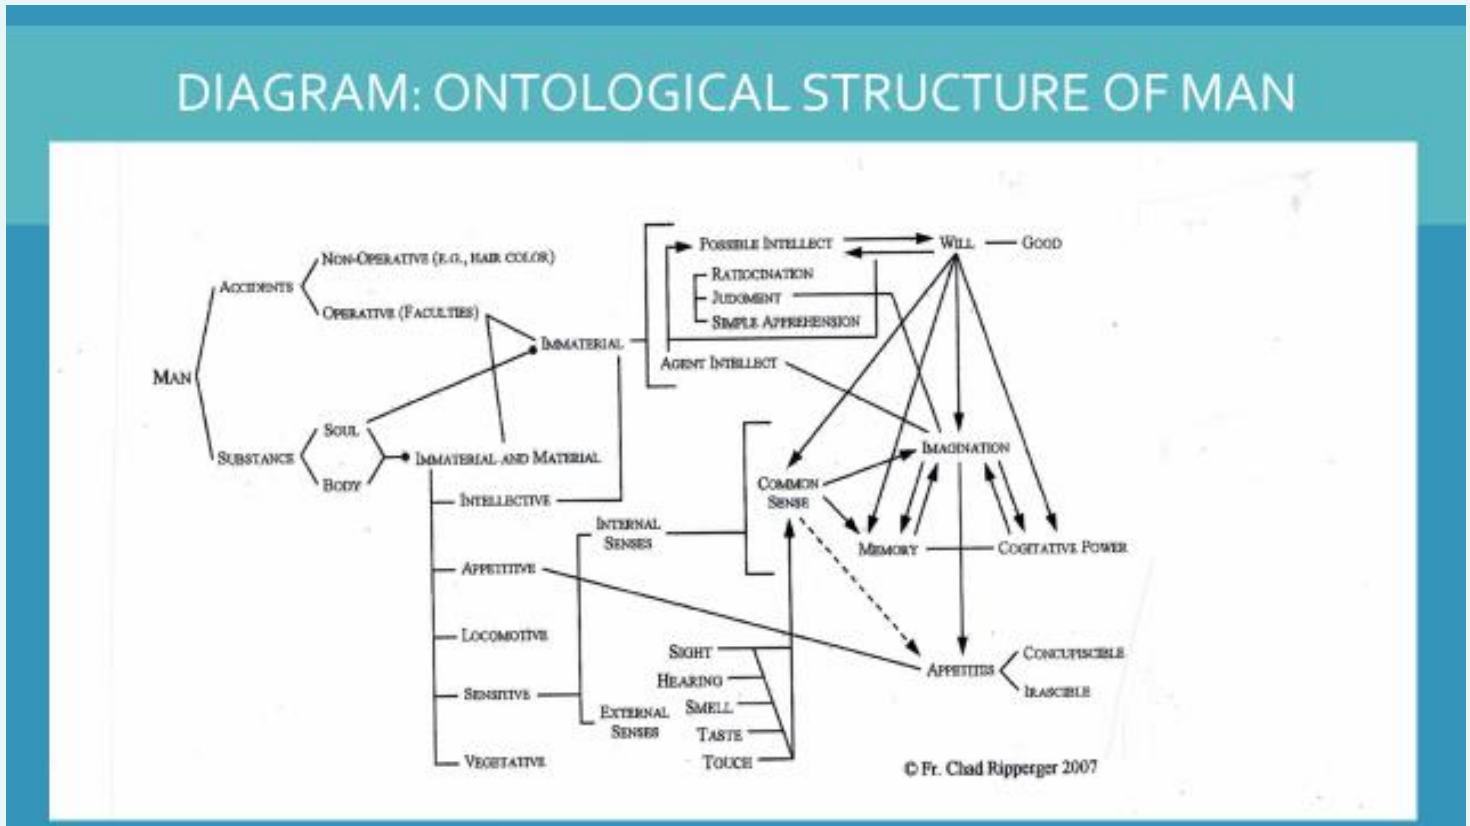 DIAGRAM: ONTOLOGICAL STRUCTURE OF MAN
MAN
ACCIDENTS
NON-OPERATIVE (E.G., HAIR COLOR)
OPERATIVE (FACULTIES)
SUBSTANCE
SOUL
BODY
IMMATERIAL
IMMATERIAL AND MATERIAL
INTELLECTIVE
APPETITIVE
LOCOMOTIVE
SENSITIVE
VEGETATIVE
POSSIBLE INTELLECT
RATIOCINATION
JUDGMENT
SIMPLE APPREHENSION
AGENT INTELLECT
WILL
GOOD
INTERNAL
SENSES
EXTERNAL
SENSES
COMMON
SENSE
IMAGINATION
MEMORY
COGITATIVE POWER
SIGHT
HEARING
SMELL
TASTE
TOUCH
APPETITES
CONCUPISCIBLE
IRASCIBLE
© Fr. Chad Ripperger 2007